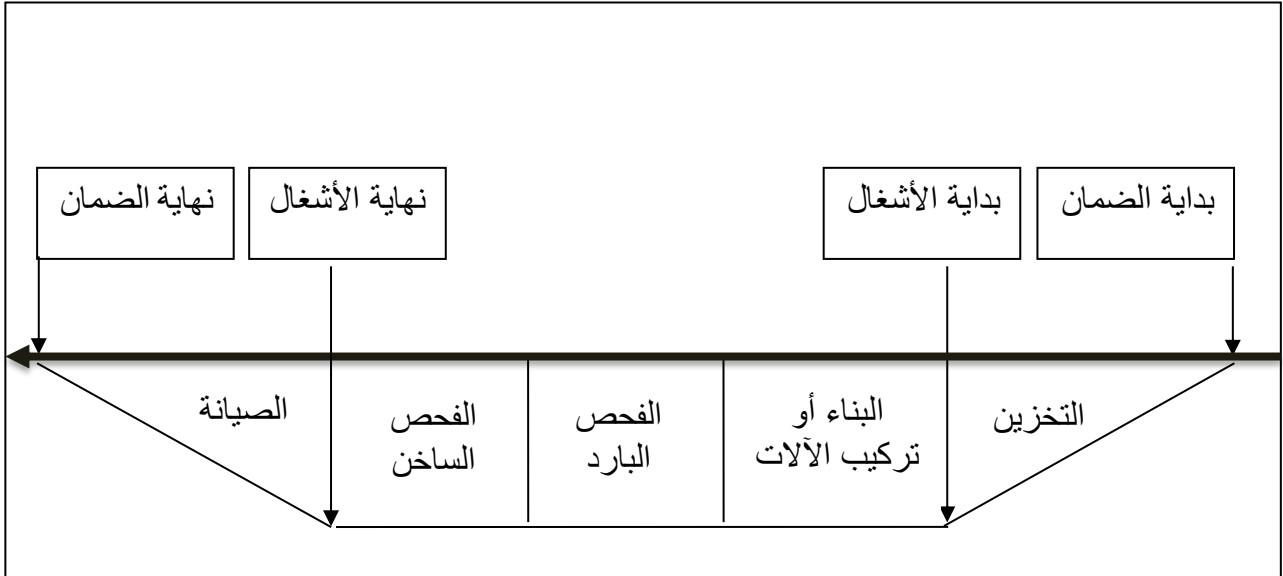 بداية الضمان
بداية الأشغال
نهاية الأشغال
نهاية الضمان
التخزين
البناء أو
تركيب الآلات
الفحص
البارد
الفحص
الساخن
الصيانة